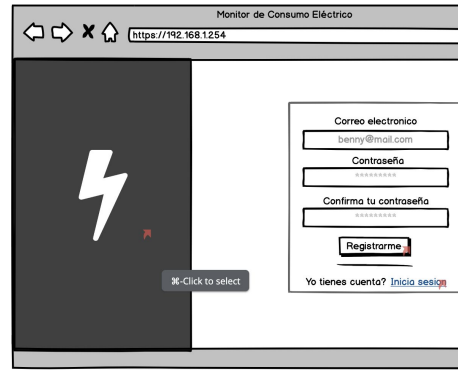 Monitor de Consumo Eléctrico
https://192.168.1.254
Correo electronico
benny@mail.com
Contraseña
*********
Confirma tu contraseña
*********
Registrarme
⌘-Click to select
Yo tienes cuenta? Inicia sesion